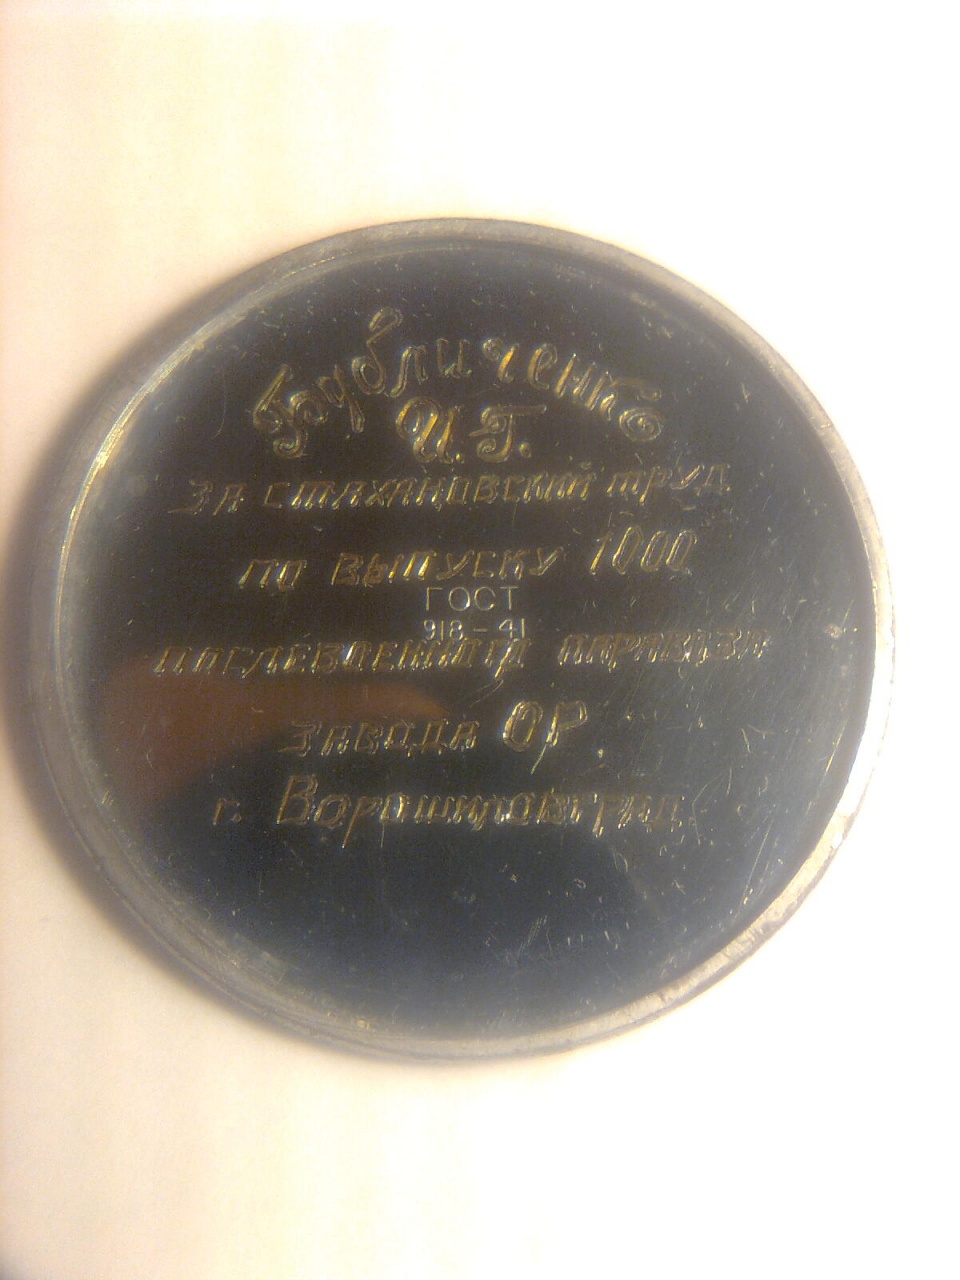 Бубличенко
И.Г.
за стахановский труд
по выпуску 1000
ГОСТ
918-41
послевоенного паровоза
завода ОР
г. Ворошиловград.